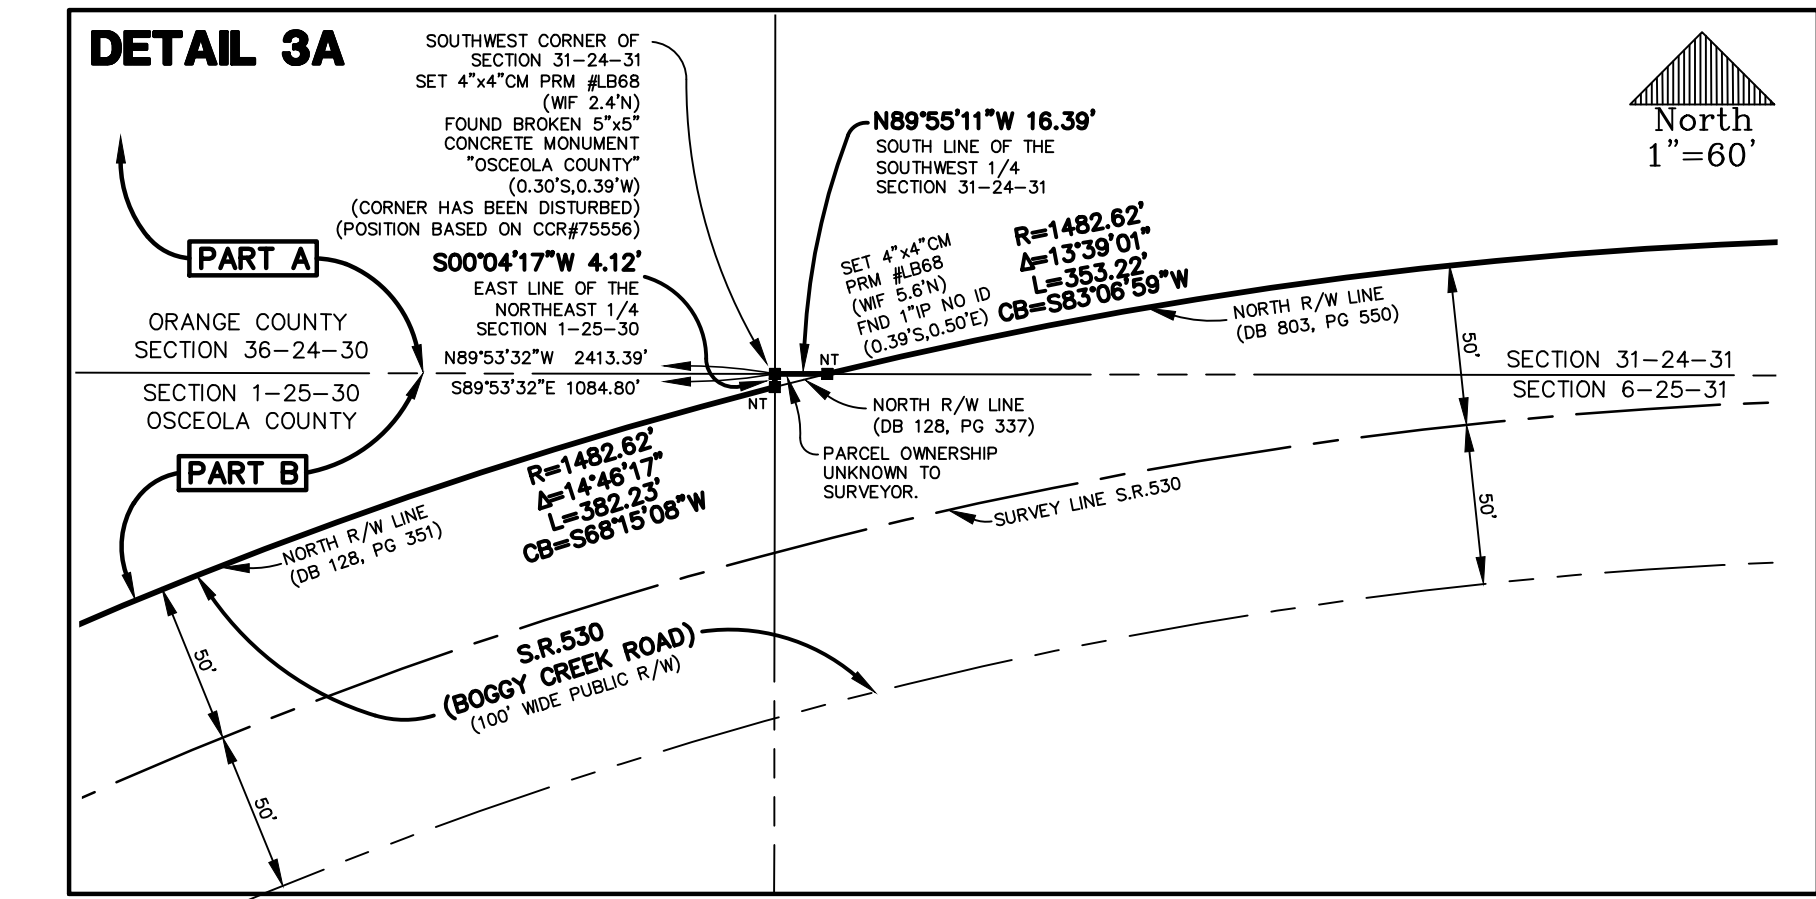 DETAIL 3A
SOUTHWEST CORNER OF
SECTION 31-24-31
SET 4"x4"CM PRM #LB68
(WIF 2.4'N)
FOUND BROKEN 5"x5"
CONCRETE MONUMENT
"OSCEOLA COUNTY"
(0.30'S,0.39'W)
(CORNER HAS BEEN DISTURBED)
(POSITION BASED ON CCR#75556)
S00°04'17"W 4.12'
EAST LINE OF THE
NORTHEAST 1/4
SECTION 1-25-30
N89°53'32"W 2413.39'
S89°53'32"E 1084.80'
PART A
ORANGE COUNTY
SECTION 36-24-30
SECTION 1-25-30
OSCEOLA COUNTY
PART B
N89°55'11"W 16.39'
SOUTH LINE OF THE
SOUTHWEST 1/4
SECTION 31-24-31
North
1"=60'
SET 4"x4"CM
PRM #LB68
(WIF 5.6'N)
FND 1"IP NO ID
(0.39'S,0.50'E)
R=1482.62'
Δ=13°39'01"
L=353.22'
CB=S83°06'59"W
NORTH R/W LINE
(DB 803, PG 550)
50'
SECTION 31-24-31
SECTION 6-25-31
NT
NT
NORTH R/W LINE
(DB 128, PG 337)
PARCEL OWNERSHIP
UNKNOWN TO
SURVEYOR.
R=1482.62'
Δ=14°46'17"
L=382.23'
CB=S68°15'08"W
SURVEY LINE S.R.530
50'
NORTH R/W LINE
(DB 128, PG 351)
S.R.530
(BOGGY CREEK ROAD)
(100' WIDE PUBLIC R/W)
50'
50'